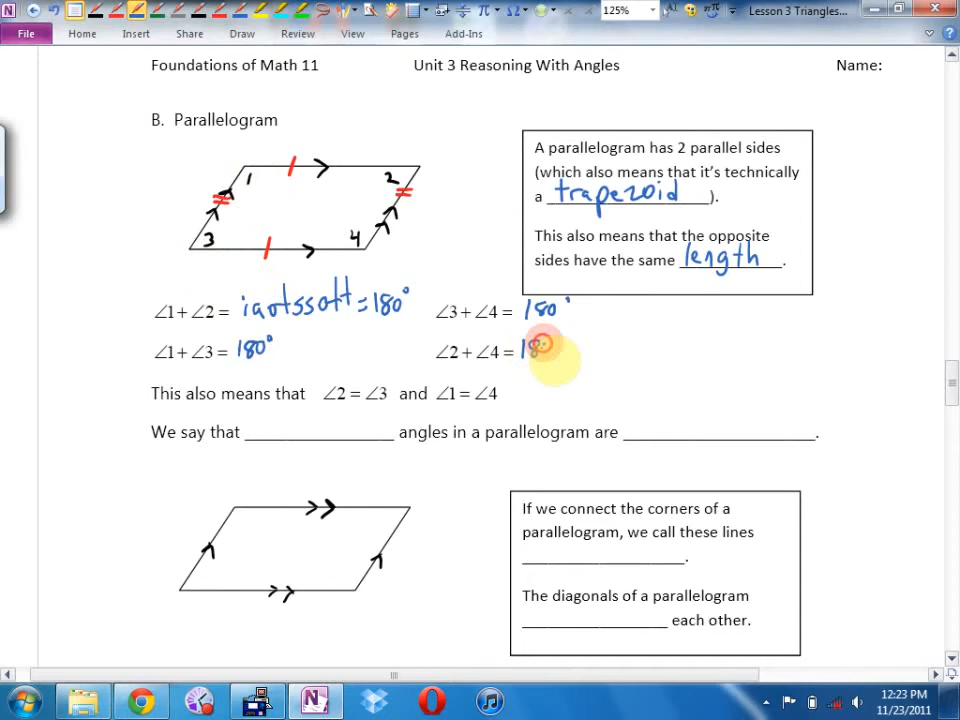 125%
Lesson 3 Triangles...
File Home Insert Share Draw Review View Pages Add-Ins
Foundations of Math 11 Unit 3 Reasoning With Angles Name:
B. Parallelogram
1 2
3 4
A parallelogram has 2 parallel sides
(which also means that it's technically
a trapezoid ).
This also means that the opposite
sides have the same length .
∠1 + ∠2 = iaotssott = 180° ∠3 + ∠4 = 180°
∠1 + ∠3 = 180° ∠2 + ∠4 = 18
This also means that ∠2 = ∠3 and ∠1 = ∠4
We say that ________________ angles in a parallelogram are ____________________.
If we connect the corners of a
parallelogram, we call these lines
__________________.
The diagonals of a parallelogram
________________ each other.
12:23 PM
11/23/2011